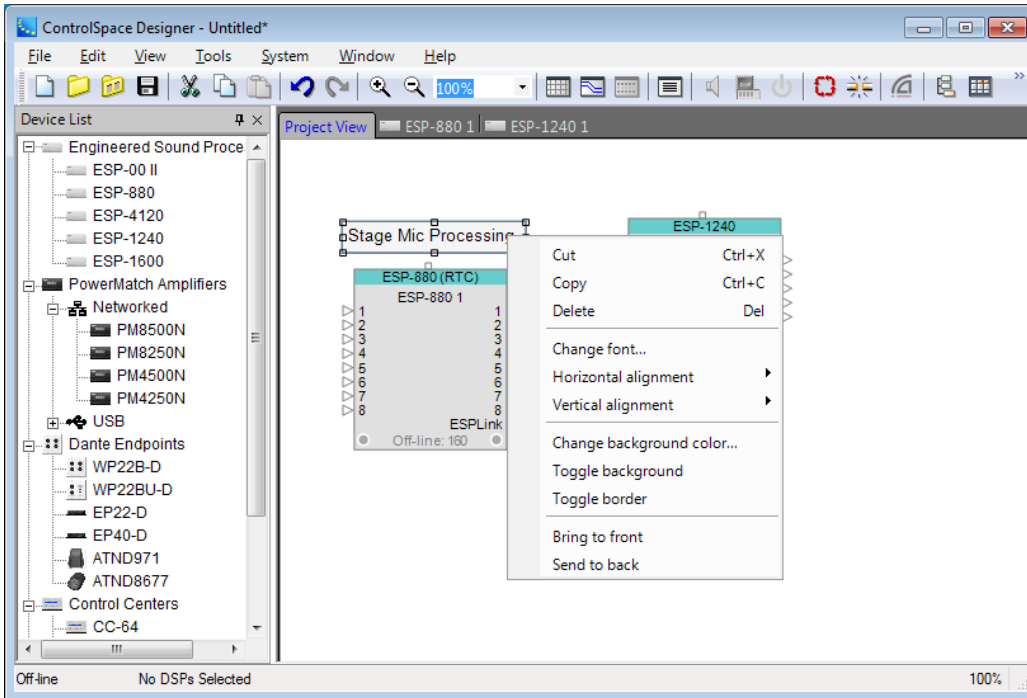 ControlSpace Designer - Untitled*
File Edit View Tools System Window Help
100%
Device List
Engineered Sound Proce
ESP-00 II
ESP-880
ESP-4120
ESP-1240
ESP-1600
PowerMatch Amplifiers
Networked
PM8500N
PM8250N
PM4500N
PM4250N
USB
Dante Endpoints
WP22B-D
WP22BU-D
EP22-D
EP40-D
ATND971
ATND8677
Control Centers
CC-64
Project View ESP-880 1 ESP-1240 1
Stage Mic Processing
ESP-880 (RTC)
ESP-880 1
1 1
2 2
3 3
4 4
5 5
6 6
7 7
8 8
ESPLink
Off-line: 160
ESP-1240
Cut Ctrl+X
Copy Ctrl+C
Delete Del
Change font...
Horizontal alignment
Vertical alignment
Change background color...
Toggle background
Toggle border
Bring to front
Send to back
Off-line No DSPs Selected 100%